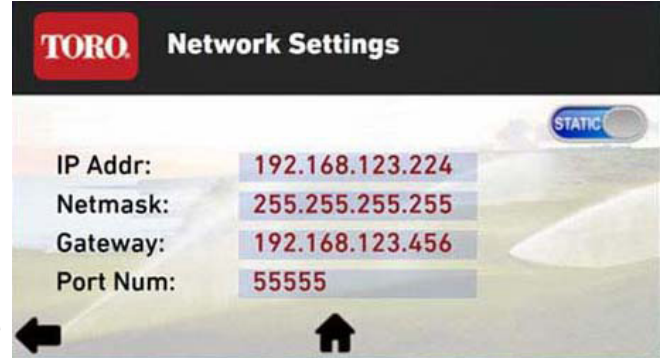 TORO. Network Settings
STATIC
IP Addr: 192.168.123.224
Netmask: 255.255.255.255
Gateway: 192.168.123.456
Port Num: 55555